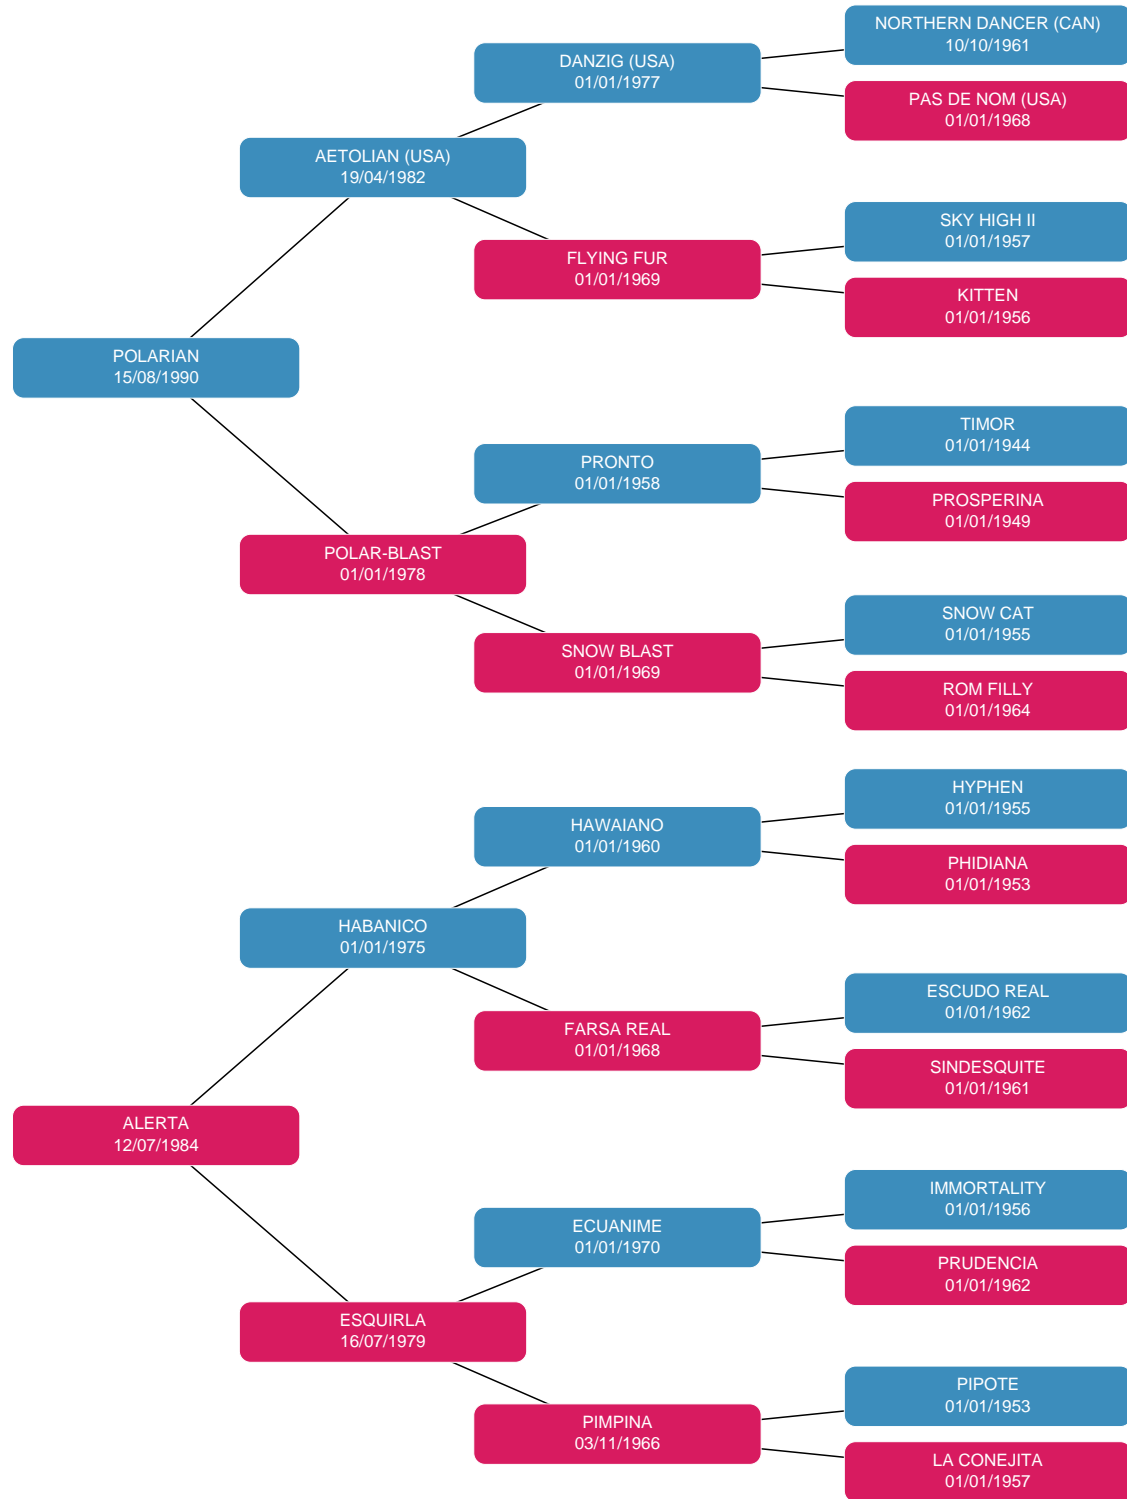 NORTHERN DANCER (CAN)
10/10/1961
DANZIG (USA)
01/01/1977
PAS DE NOM (USA)
01/01/1968
AETOLIAN (USA)
19/04/1982
SKY HIGH II
01/01/1957
FLYING FUR
01/01/1969
KITTEN
01/01/1956
POLARIAN
15/08/1990
TIMOR
01/01/1944
PRONTO
01/01/1958
PROSPERINA
01/01/1949
POLAR-BLAST
01/01/1978
SNOW CAT
01/01/1955
SNOW BLAST
01/01/1969
ROM FILLY
01/01/1964
HYPHEN
01/01/1955
HAWAIANO
01/01/1960
PHIDIANA
01/01/1953
HABANICO
01/01/1975
ESCUDO REAL
01/01/1962
FARSA REAL
01/01/1968
SINDESQUITE
01/01/1961
ALERTA
12/07/1984
IMMORTALITY
01/01/1956
ECUANIME
01/01/1970
PRUDENCIA
01/01/1962
ESQUIRLA
16/07/1979
PIPOTE
01/01/1953
PIMPINA
03/11/1966
LA CONEJITA
01/01/1957